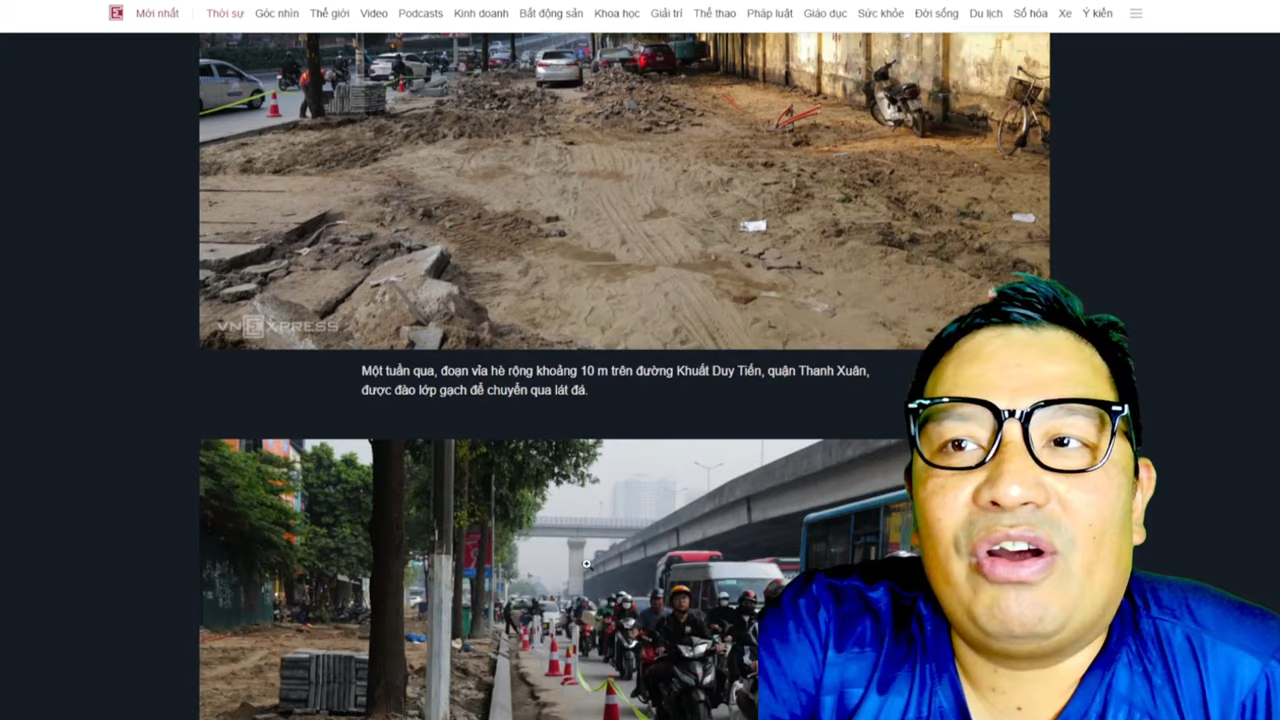 E Mới nhất Thời sự Góc nhìn Thế giới Video Podcasts Kinh doanh Bất động sản Khoa học Giải trí Thể thao Pháp luật Giáo dục Sức khỏe Đời sống Du lịch Số hóa Xe Ý kiến
VNEXPRESS
Một tuần qua, đoạn vỉa hè rộng khoảng 10 m trên đường Khuất Duy Tiến, quận Thanh Xuân,
được đào lớp gạch để chuyển qua lát đá.